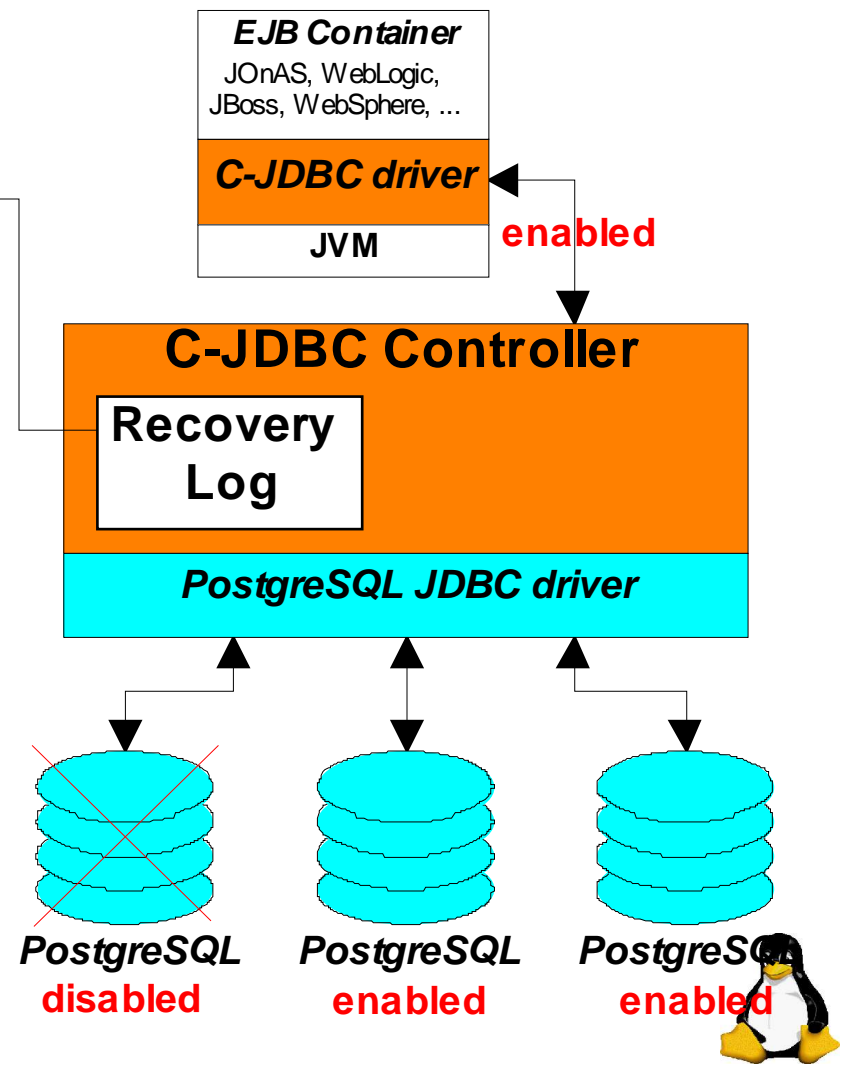 EJB Container
JOnAS, WebLogic,
JBoss, WebSphere, ...
C-JDBC driver
enabled
JVM
C-JDBC Controller
Recovery
Log
PostgreSQL JDBC driver
PostgreSQL PostgreSQL PostgreSQL
disabled enabled enabled